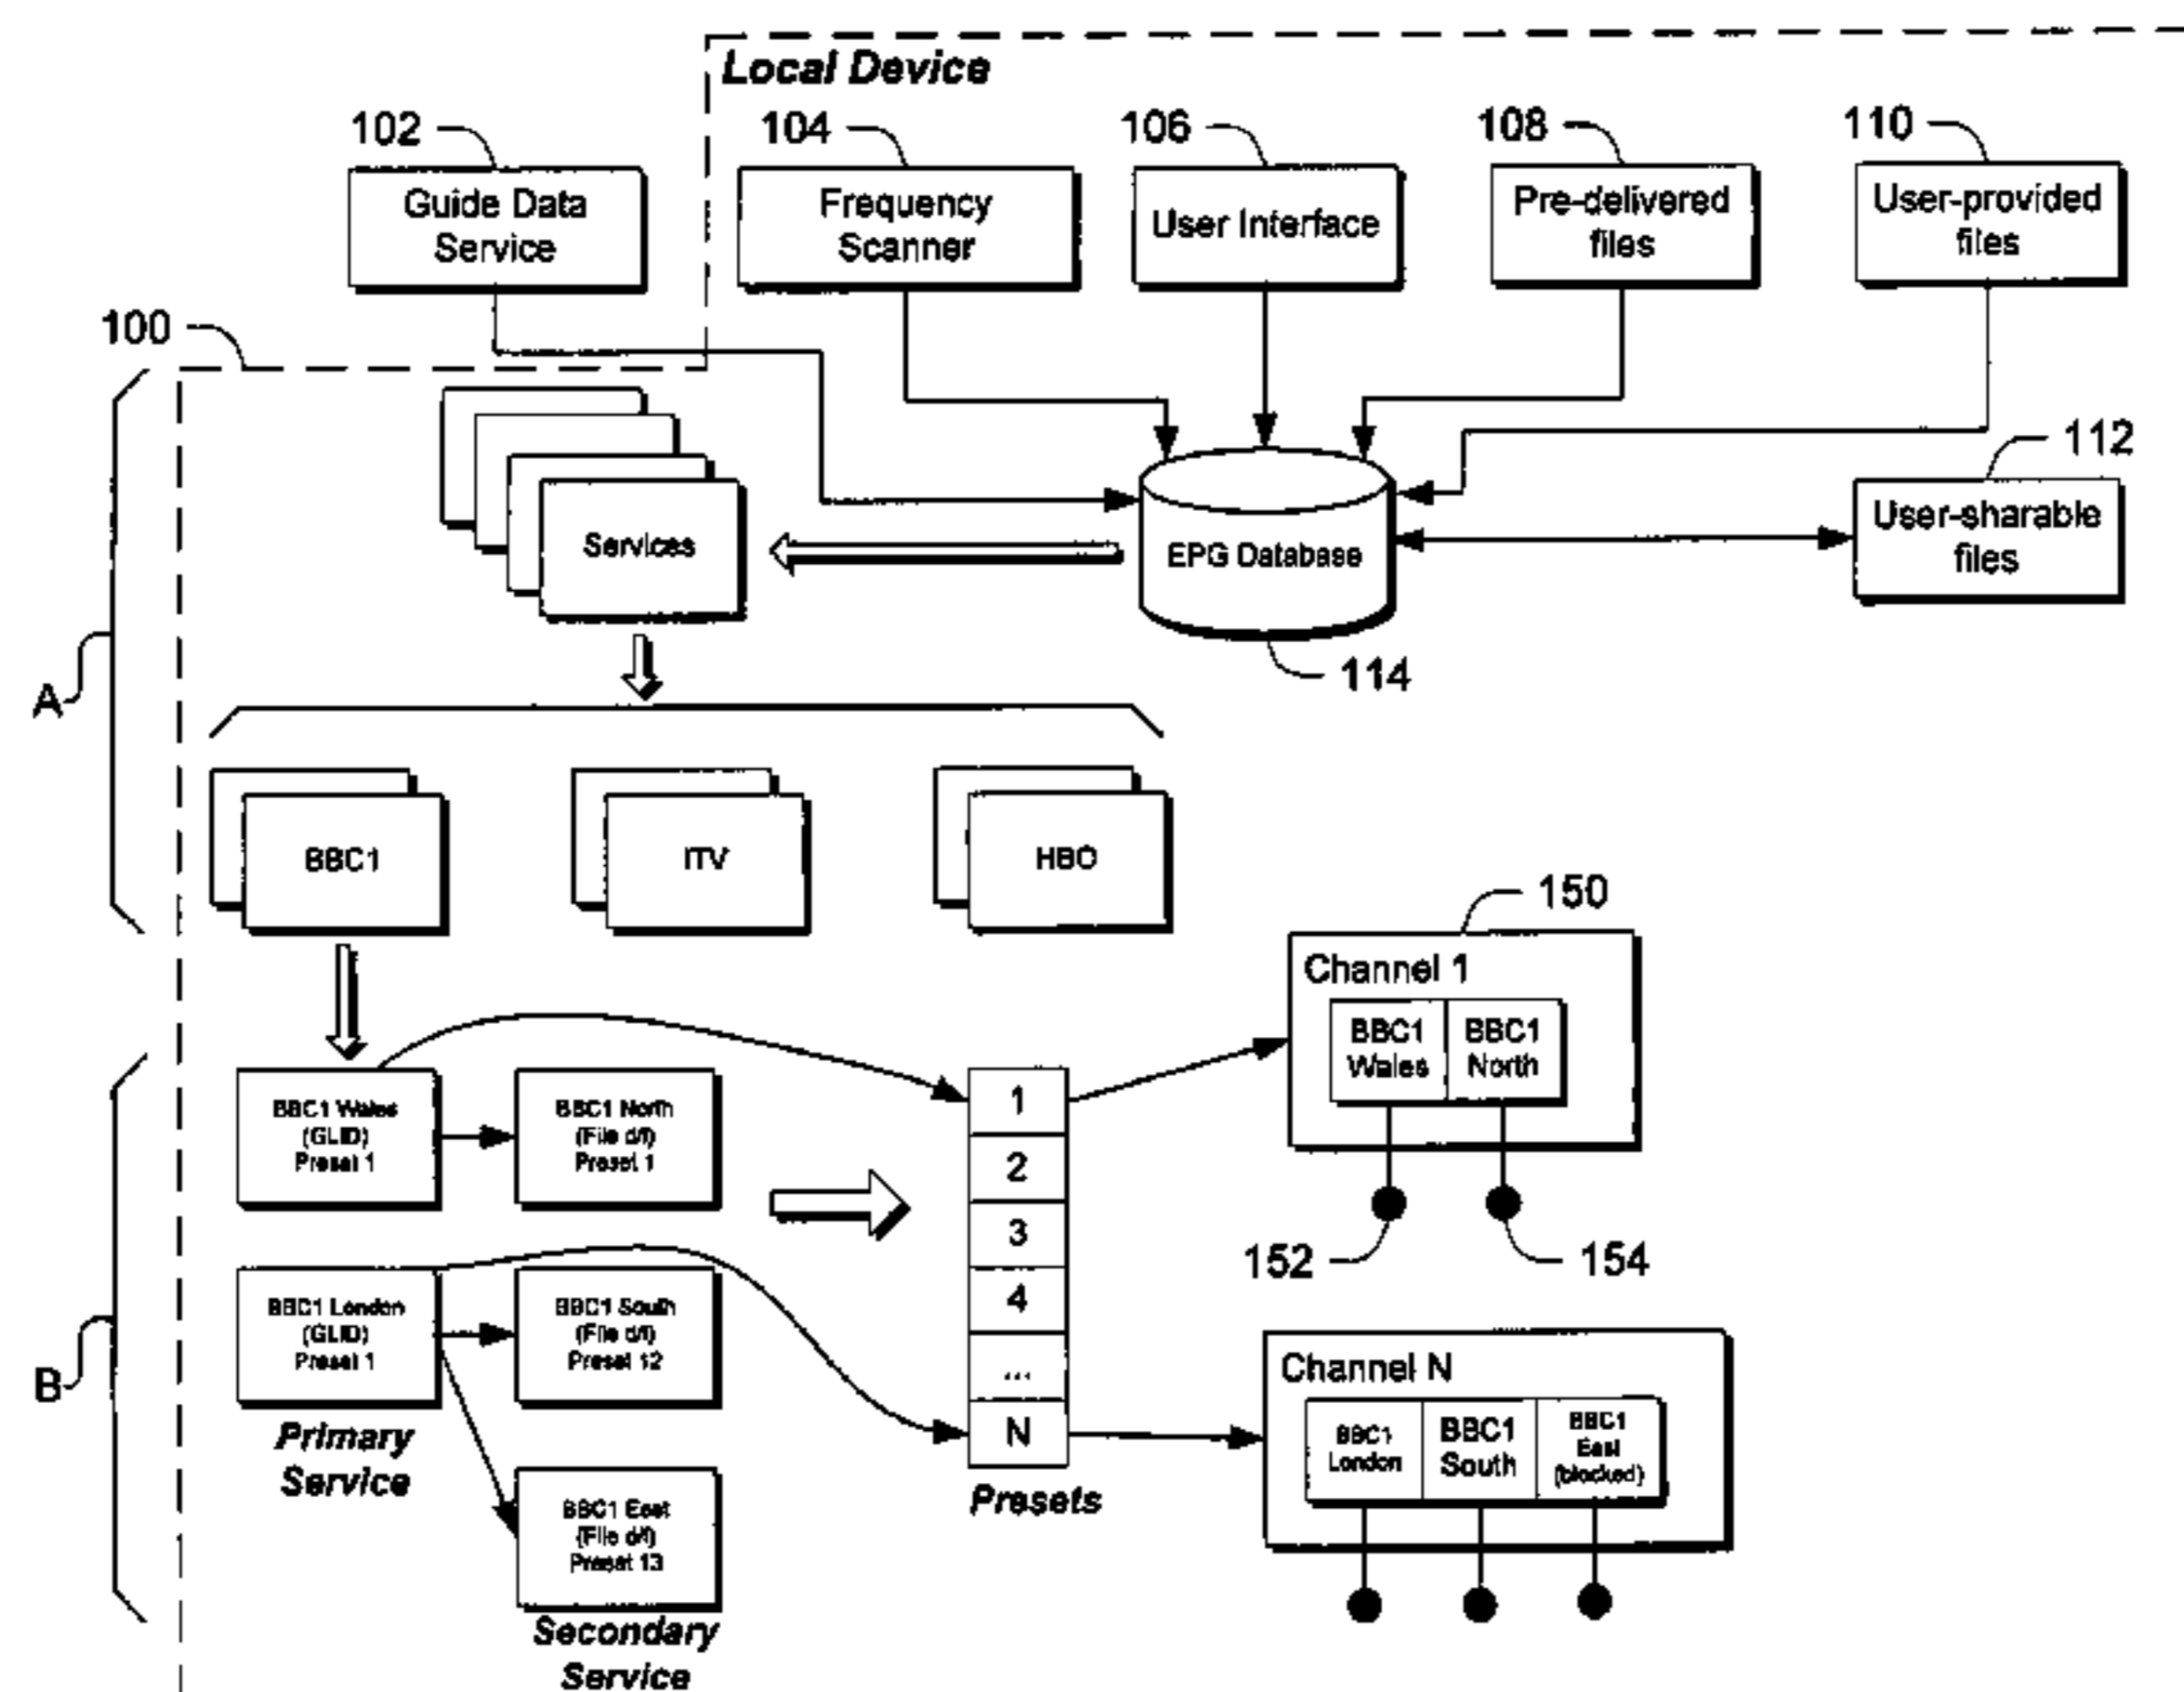 Local Device
102
104
106
108
110
Guide Data
Service
Frequency
Scanner
User Interface
Pre-delivered
files
User-provided
files
100
112
User-sharable
files
Services
EPG Database
114
A
BBC1
ITV
HBO
150
Channel 1
BBC1
Wales
BBC1
North
152
154
B
BBC1 Wales
(GLID)
Preset 1
BBC1 North
(File d/l)
Preset 1
BBC1 London
(GLID)
Preset 1
BBC1 South
(File d/l)
Preset 12
Primary
Service
BBC1 East
(File d/l)
Preset 13
Secondary
Service
1
2
3
4
...
N
Presets
Channel N
BBC1
London
BBC1
South
BBC1
East
(blocked)